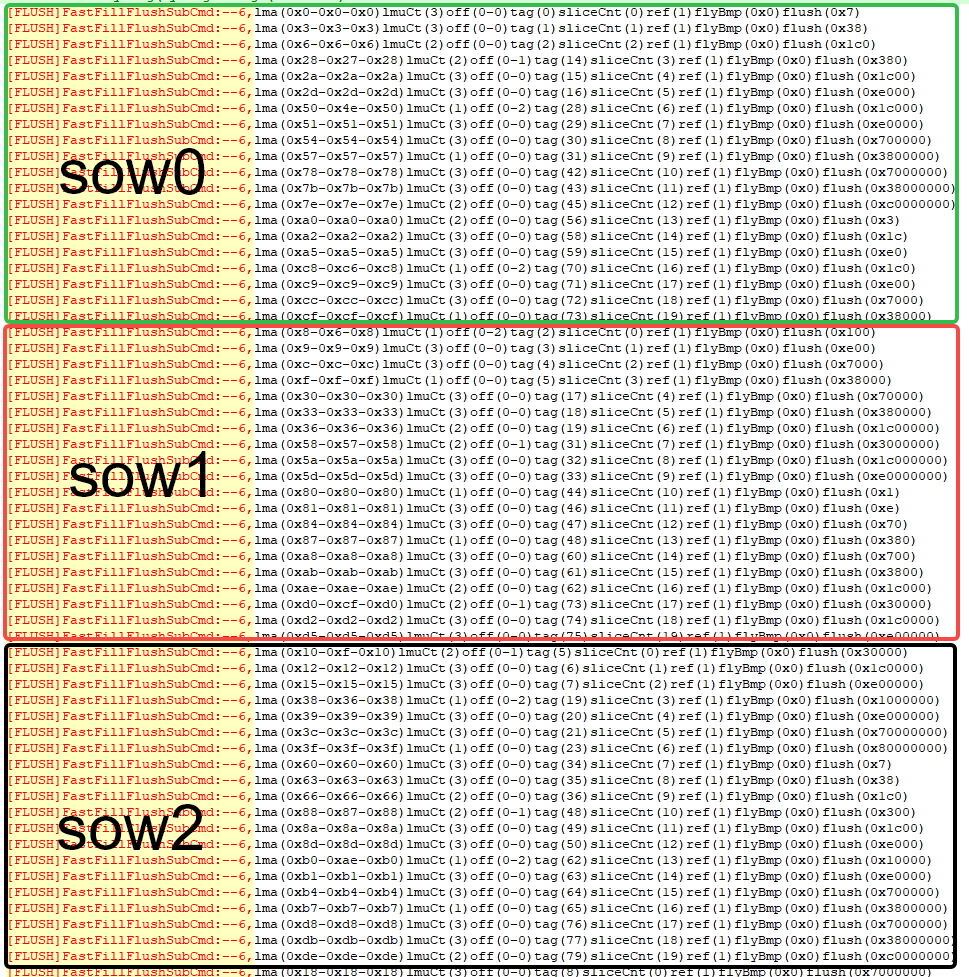 [FLUSH]FastFillFlushSubCmd:--6,lma(0x0-0x0-0x0)lmuCt(3)off(0-0)tag(0)sliceCnt(0)ref(1)flyBmp(0x0)flush(0x7)
[FLUSH]FastFillFlushSubCmd:--6,lma(0x3-0x3-0x3)lmuCt(3)off(0-0)tag(1)sliceCnt(1)ref(1)flyBmp(0x0)flush(0x38)
[FLUSH]FastFillFlushSubCmd:--6,lma(0x6-0x6-0x6)lmuCt(2)off(0-0)tag(2)sliceCnt(2)ref(1)flyBmp(0x0)flush(0x1c0)
[FLUSH]FastFillFlushSubCmd:--6,lma(0x28-0x27-0x28)lmuCt(2)off(0-1)tag(14)sliceCnt(3)ref(1)flyBmp(0x0)flush(0x380)
[FLUSH]FastFillFlushSubCmd:--6,lma(0x2a-0x2a-0x2a)lmuCt(3)off(0-0)tag(15)sliceCnt(4)ref(1)flyBmp(0x0)flush(0x1c00)
[FLUSH]FastFillFlushSubCmd:--6,lma(0x2d-0x2d-0x2d)lmuCt(3)off(0-0)tag(16)sliceCnt(5)ref(1)flyBmp(0x0)flush(0xe000)
[FLUSH]FastFillFlushSubCmd:--6,lma(0x50-0x4e-0x50)lmuCt(1)off(0-2)tag(28)sliceCnt(6)ref(1)flyBmp(0x0)flush(0x1c000)
[FLUSH]FastFillFlushSubCmd:--6,lma(0x51-0x51-0x51)lmuCt(3)off(0-0)tag(29)sliceCnt(7)ref(1)flyBmp(0x0)flush(0xe0000)
[FLUSH]FastFillFlushSubCmd:--6,lma(0x54-0x54-0x54)lmuCt(3)off(0-0)tag(30)sliceCnt(8)ref(1)flyBmp(0x0)flush(0x700000)
[FLUSH]FastFillFlushSubCmd:--6,lma(0x57-0x57-0x57)lmuCt(1)off(0-0)tag(31)sliceCnt(9)ref(1)flyBmp(0x0)flush(0x3800000)
sow0
[FLUSH]FastFillFlushSubCmd:--6,lma(0x78-0x78-0x78)lmuCt(3)off(0-0)tag(42)sliceCnt(10)ref(1)flyBmp(0x0)flush(0x7000000)
[FLUSH]FastFillFlushSubCmd:--6,lma(0x7b-0x7b-0x7b)lmuCt(3)off(0-0)tag(43)sliceCnt(11)ref(1)flyBmp(0x0)flush(0x38000000)
[FLUSH]FastFillFlushSubCmd:--6,lma(0x7e-0x7e-0x7e)lmuCt(2)off(0-0)tag(45)sliceCnt(12)ref(1)flyBmp(0x0)flush(0xc0000000)
[FLUSH]FastFillFlushSubCmd:--6,lma(0xa0-0xa0-0xa0)lmuCt(2)off(0-0)tag(56)sliceCnt(13)ref(1)flyBmp(0x0)flush(0x3)
[FLUSH]FastFillFlushSubCmd:--6,lma(0xa2-0xa2-0xa2)lmuCt(3)off(0-0)tag(58)sliceCnt(14)ref(1)flyBmp(0x0)flush(0x1c)
[FLUSH]FastFillFlushSubCmd:--6,lma(0xa5-0xa5-0xa5)lmuCt(3)off(0-0)tag(59)sliceCnt(15)ref(1)flyBmp(0x0)flush(0xe0)
[FLUSH]FastFillFlushSubCmd:--6,lma(0xc8-0xc6-0xc8)lmuCt(1)off(0-2)tag(70)sliceCnt(16)ref(1)flyBmp(0x0)flush(0x1c0)
[FLUSH]FastFillFlushSubCmd:--6,lma(0xc9-0xc9-0xc9)lmuCt(3)off(0-0)tag(71)sliceCnt(17)ref(1)flyBmp(0x0)flush(0xe00)
[FLUSH]FastFillFlushSubCmd:--6,lma(0xcc-0xcc-0xcc)lmuCt(3)off(0-0)tag(72)sliceCnt(18)ref(1)flyBmp(0x0)flush(0x7000)
[FLUSH]FastFillFlushSubCmd:--6,lma(0xcf-0xcf-0xcf)lmuCt(1)off(0-0)tag(73)sliceCnt(19)ref(1)flyBmp(0x0)flush(0x38000)
[FLUSH]FastFillFlushSubCmd:--6,lma(0x8-0x6-0x8)lmuCt(1)off(0-2)tag(2)sliceCnt(0)ref(1)flyBmp(0x0)flush(0x100)
[FLUSH]FastFillFlushSubCmd:--6,lma(0x9-0x9-0x9)lmuCt(3)off(0-0)tag(3)sliceCnt(1)ref(1)flyBmp(0x0)flush(0xe00)
[FLUSH]FastFillFlushSubCmd:--6,lma(0xc-0xc-0xc)lmuCt(3)off(0-0)tag(4)sliceCnt(2)ref(1)flyBmp(0x0)flush(0x7000)
[FLUSH]FastFillFlushSubCmd:--6,lma(0xf-0xf-0xf)lmuCt(1)off(0-0)tag(5)sliceCnt(3)ref(1)flyBmp(0x0)flush(0x38000)
[FLUSH]FastFillFlushSubCmd:--6,lma(0x30-0x30-0x30)lmuCt(3)off(0-0)tag(17)sliceCnt(4)ref(1)flyBmp(0x0)flush(0x70000)
[FLUSH]FastFillFlushSubCmd:--6,lma(0x33-0x33-0x33)lmuCt(3)off(0-0)tag(18)sliceCnt(5)ref(1)flyBmp(0x0)flush(0x380000)
[FLUSH]FastFillFlushSubCmd:--6,lma(0x36-0x36-0x36)lmuCt(2)off(0-0)tag(19)sliceCnt(6)ref(1)flyBmp(0x0)flush(0x1c00000)
[FLUSH]FastFillFlushSubCmd:--6,lma(0x58-0x57-0x58)lmuCt(2)off(0-1)tag(31)sliceCnt(7)ref(1)flyBmp(0x0)flush(0x3000000)
[FLUSH]FastFillFlushSubCmd:--6,lma(0x5a-0x5a-0x5a)lmuCt(3)off(0-0)tag(32)sliceCnt(8)ref(1)flyBmp(0x0)flush(0x1c000000)
sow1
[FLUSH]FastFillFlushSubCmd:--6,lma(0x5d-0x5d-0x5d)lmuCt(3)off(0-0)tag(33)sliceCnt(9)ref(1)flyBmp(0x0)flush(0xe0000000)
[FLUSH]FastFillFlushSubCmd:--6,lma(0x80-0x80-0x80)lmuCt(1)off(0-0)tag(44)sliceCnt(10)ref(1)flyBmp(0x0)flush(0x1)
[FLUSH]FastFillFlushSubCmd:--6,lma(0x81-0x81-0x81)lmuCt(3)off(0-0)tag(46)sliceCnt(11)ref(1)flyBmp(0x0)flush(0xe)
[FLUSH]FastFillFlushSubCmd:--6,lma(0x84-0x84-0x84)lmuCt(3)off(0-0)tag(47)sliceCnt(12)ref(1)flyBmp(0x0)flush(0x70)
[FLUSH]FastFillFlushSubCmd:--6,lma(0x87-0x87-0x87)lmuCt(1)off(0-0)tag(48)sliceCnt(13)ref(1)flyBmp(0x0)flush(0x380)
[FLUSH]FastFillFlushSubCmd:--6,lma(0xa8-0xa8-0xa8)lmuCt(3)off(0-0)tag(60)sliceCnt(14)ref(1)flyBmp(0x0)flush(0x700)
[FLUSH]FastFillFlushSubCmd:--6,lma(0xab-0xab-0xab)lmuCt(3)off(0-0)tag(61)sliceCnt(15)ref(1)flyBmp(0x0)flush(0x3800)
[FLUSH]FastFillFlushSubCmd:--6,lma(0xae-0xae-0xae)lmuCt(2)off(0-0)tag(62)sliceCnt(16)ref(1)flyBmp(0x0)flush(0x1c000)
[FLUSH]FastFillFlushSubCmd:--6,lma(0xd0-0xcf-0xd0)lmuCt(2)off(0-1)tag(73)sliceCnt(17)ref(1)flyBmp(0x0)flush(0x30000)
[FLUSH]FastFillFlushSubCmd:--6,lma(0xd2-0xd2-0xd2)lmuCt(3)off(0-0)tag(74)sliceCnt(18)ref(1)flyBmp(0x0)flush(0x1c0000)
[FLUSH]FastFillFlushSubCmd:--6,lma(0xd5-0xd5-0xd5)lmuCt(3)off(0-0)tag(75)sliceCnt(19)ref(1)flyBmp(0x0)flush(0xe00000)
[FLUSH]FastFillFlushSubCmd:--6,lma(0x10-0xf-0x10)lmuCt(2)off(0-1)tag(5)sliceCnt(0)ref(1)flyBmp(0x0)flush(0x30000)
[FLUSH]FastFillFlushSubCmd:--6,lma(0x12-0x12-0x12)lmuCt(3)off(0-0)tag(6)sliceCnt(1)ref(1)flyBmp(0x0)flush(0x1c0000)
[FLUSH]FastFillFlushSubCmd:--6,lma(0x15-0x15-0x15)lmuCt(3)off(0-0)tag(7)sliceCnt(2)ref(1)flyBmp(0x0)flush(0xe00000)
[FLUSH]FastFillFlushSubCmd:--6,lma(0x38-0x36-0x38)lmuCt(1)off(0-2)tag(19)sliceCnt(3)ref(1)flyBmp(0x0)flush(0x1000000)
[FLUSH]FastFillFlushSubCmd:--6,lma(0x39-0x39-0x39)lmuCt(3)off(0-0)tag(20)sliceCnt(4)ref(1)flyBmp(0x0)flush(0xe000000)
[FLUSH]FastFillFlushSubCmd:--6,lma(0x3c-0x3c-0x3c)lmuCt(3)off(0-0)tag(21)sliceCnt(5)ref(1)flyBmp(0x0)flush(0x70000000)
[FLUSH]FastFillFlushSubCmd:--6,lma(0x3f-0x3f-0x3f)lmuCt(1)off(0-0)tag(23)sliceCnt(6)ref(1)flyBmp(0x0)flush(0x80000000)
[FLUSH]FastFillFlushSubCmd:--6,lma(0x60-0x60-0x60)lmuCt(3)off(0-0)tag(34)sliceCnt(7)ref(1)flyBmp(0x0)flush(0x7)
[FLUSH]FastFillFlushSubCmd:--6,lma(0x63-0x63-0x63)lmuCt(3)off(0-0)tag(35)sliceCnt(8)ref(1)flyBmp(0x0)flush(0x38)
[FLUSH]FastFillFlushSubCmd:--6,lma(0x66-0x66-0x66)lmuCt(2)off(0-0)tag(36)sliceCnt(9)ref(1)flyBmp(0x0)flush(0x1c0)
[FLUSH]FastFillFlushSubCmd:--6,lma(0x88-0x87-0x88)lmuCt(2)off(0-1)tag(48)sliceCnt(10)ref(1)flyBmp(0x0)flush(0x300)
sow2
[FLUSH]FastFillFlushSubCmd:--6,lma(0x8a-0x8a-0x8a)lmuCt(3)off(0-0)tag(49)sliceCnt(11)ref(1)flyBmp(0x0)flush(0x1c00)
[FLUSH]FastFillFlushSubCmd:--6,lma(0x8d-0x8d-0x8d)lmuCt(3)off(0-0)tag(50)sliceCnt(12)ref(1)flyBmp(0x0)flush(0xe000)
[FLUSH]FastFillFlushSubCmd:--6,lma(0xb0-0xae-0xb0)lmuCt(1)off(0-2)tag(62)sliceCnt(13)ref(1)flyBmp(0x0)flush(0x10000)
[FLUSH]FastFillFlushSubCmd:--6,lma(0xb1-0xb1-0xb1)lmuCt(3)off(0-0)tag(63)sliceCnt(14)ref(1)flyBmp(0x0)flush(0xe0000)
[FLUSH]FastFillFlushSubCmd:--6,lma(0xb4-0xb4-0xb4)lmuCt(3)off(0-0)tag(64)sliceCnt(15)ref(1)flyBmp(0x0)flush(0x700000)
[FLUSH]FastFillFlushSubCmd:--6,lma(0xb7-0xb7-0xb7)lmuCt(1)off(0-0)tag(65)sliceCnt(16)ref(1)flyBmp(0x0)flush(0x3800000)
[FLUSH]FastFillFlushSubCmd:--6,lma(0xd8-0xd8-0xd8)lmuCt(3)off(0-0)tag(76)sliceCnt(17)ref(1)flyBmp(0x0)flush(0x7000000)
[FLUSH]FastFillFlushSubCmd:--6,lma(0xdb-0xdb-0xdb)lmuCt(3)off(0-0)tag(77)sliceCnt(18)ref(1)flyBmp(0x0)flush(0x38000000)
[FLUSH]FastFillFlushSubCmd:--6,lma(0xde-0xde-0xde)lmuCt(2)off(0-0)tag(79)sliceCnt(19)ref(1)flyBmp(0x0)flush(0xc0000000)
[FLUSH]FastFillFlushSubCmd:--6,lma(0x18-0x18-0x18)lmuCt(3)off(0-0)tag(8)sliceCnt(0)ref(1)flyBmp(0x0)flush(0x7000000)